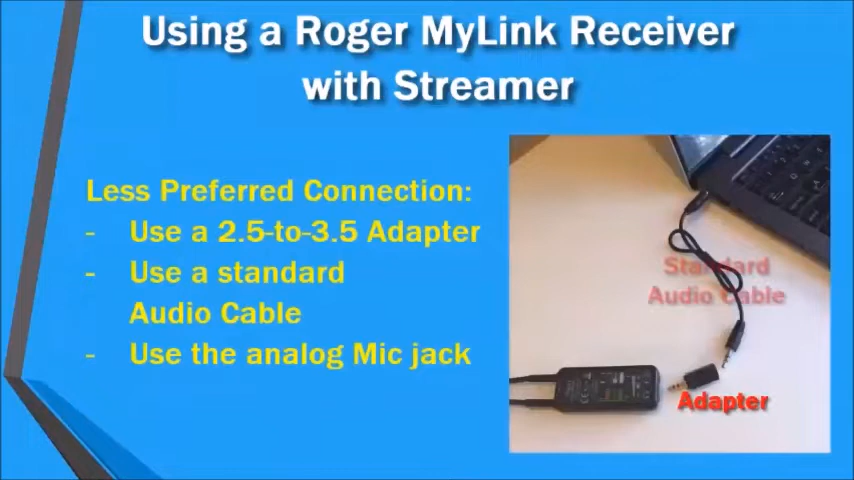 Using a Roger MyLink Receiver
with Streamer
Less Preferred Connection:
- Use a 2.5-to-3.5 Adapter
- Use a standard
Audio Cable
- Use the analog Mic jack
Standard
Audio Cable
Adapter